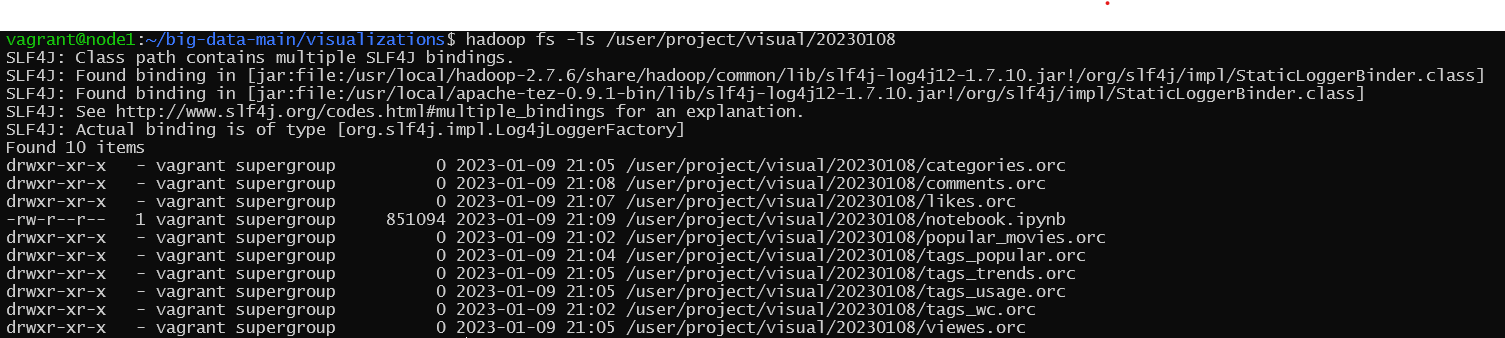 vagrant@node1:~/big-data-main/visualizations$ hadoop fs -ls /user/project/visual/20230108
SLF4J: Class path contains multiple SLF4J bindings.
SLF4J: Found binding in [jar:file:/usr/local/hadoop-2.7.6/share/hadoop/common/lib/slf4j-log4j12-1.7.10.jar!/org/slf4j/impl/StaticLoggerBinder.class]
SLF4J: Found binding in [jar:file:/usr/local/apache-tez-0.9.1-bin/lib/slf4j-log4j12-1.7.10.jar!/org/slf4j/impl/StaticLoggerBinder.class]
SLF4J: See http://www.slf4j.org/codes.html#multiple_bindings for an explanation.
SLF4J: Actual binding is of type [org.slf4j.impl.Log4jLoggerFactory]
Found 10 items
drwxr-xr-x   - vagrant supergroup          0 2023-01-09 21:05 /user/project/visual/20230108/categories.orc
drwxr-xr-x   - vagrant supergroup          0 2023-01-09 21:08 /user/project/visual/20230108/comments.orc
drwxr-xr-x   - vagrant supergroup          0 2023-01-09 21:07 /user/project/visual/20230108/likes.orc
-rw-r--r--   1 vagrant supergroup     851094 2023-01-09 21:09 /user/project/visual/20230108/notebook.ipynb
drwxr-xr-x   - vagrant supergroup          0 2023-01-09 21:02 /user/project/visual/20230108/popular_movies.orc
drwxr-xr-x   - vagrant supergroup          0 2023-01-09 21:04 /user/project/visual/20230108/tags_popular.orc
drwxr-xr-x   - vagrant supergroup          0 2023-01-09 21:05 /user/project/visual/20230108/tags_trends.orc
drwxr-xr-x   - vagrant supergroup          0 2023-01-09 21:05 /user/project/visual/20230108/tags_usage.orc
drwxr-xr-x   - vagrant supergroup          0 2023-01-09 21:02 /user/project/visual/20230108/tags_wc.orc
drwxr-xr-x   - vagrant supergroup          0 2023-01-09 21:05 /user/project/visual/20230108/viewes.orc